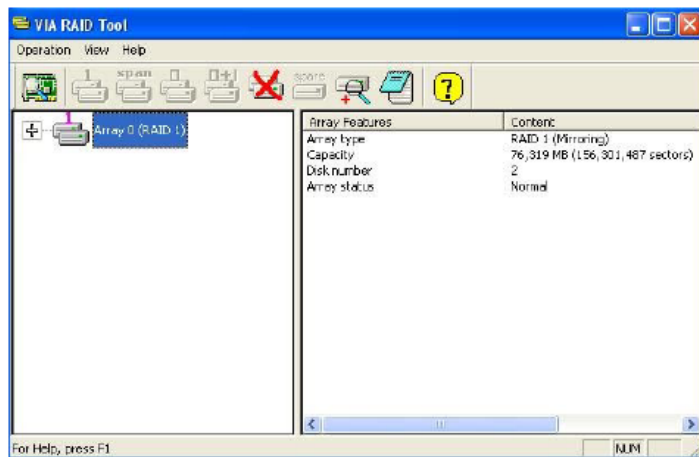 VIA RAID Tool
Operation View Help
1 span 0 0+1 spare ?
1
Array 0 (RAID 1)
Array Features Content
Array type RAID 1 (Mirroring)
Capacity 76,319 MB (156,301,487 sectors)
Disk number 2
Array status Normal
For Help, press F1 NUM